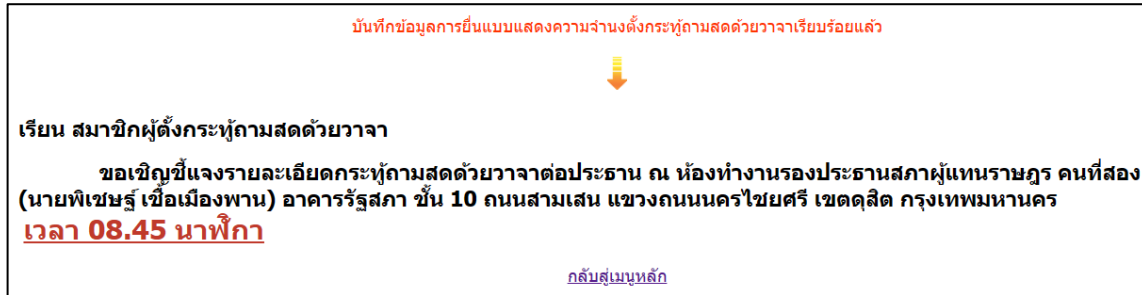 บันทึกข้อมูลการยื่นแบบแสดงความจำนงตั้งกระทู้ถามสดด้วยวาจาเรียบร้อยแล้ว
เรียน สมาชิกผู้ตั้งกระทู้ถามสดด้วยวาจา
ขอเชิญชี้แจงรายละเอียดกระทู้ถามสดด้วยวาจาต่อประธาน ณ ห้องทำงานรองประธานสภาผู้แทนราษฎร คนที่สอง
(นายพิเชษฐ์ เชื้อเมืองพาน) อาคารรัฐสภา ชั้น 10 ถนนสามเสน แขวงถนนนครไชยศรี เขตดุสิต กรุงเทพมหานคร
เวลา 08.45 นาฬิกา
กลับสู่เมนูหลัก